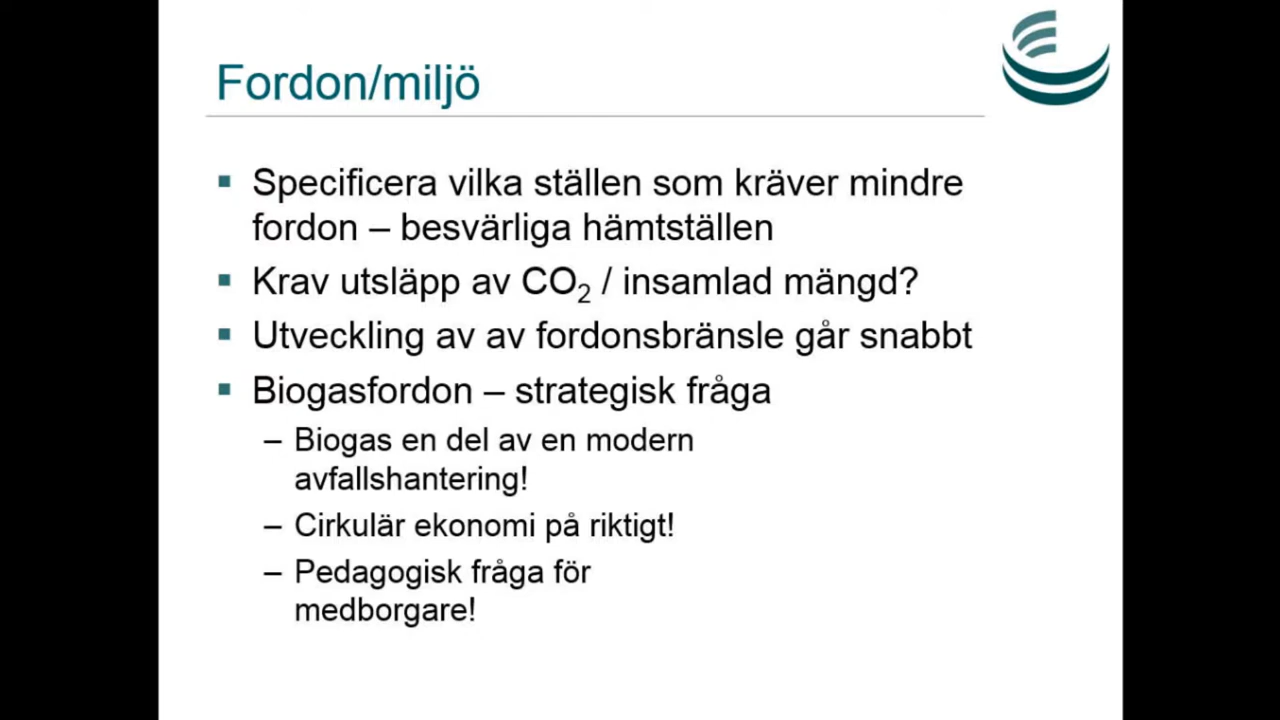 Fordon/miljö
Specificera vilka ställen som kräver mindre
fordon – besvärliga hämtställen
Krav utsläpp av CO₂ / insamlad mängd?
Utveckling av av fordonsbränsle går snabbt
Biogasfordon – strategisk fråga
– Biogas en del av en modern
avfallshantering!
– Cirkulär ekonomi på riktigt!
– Pedagogisk fråga för
medborgare!